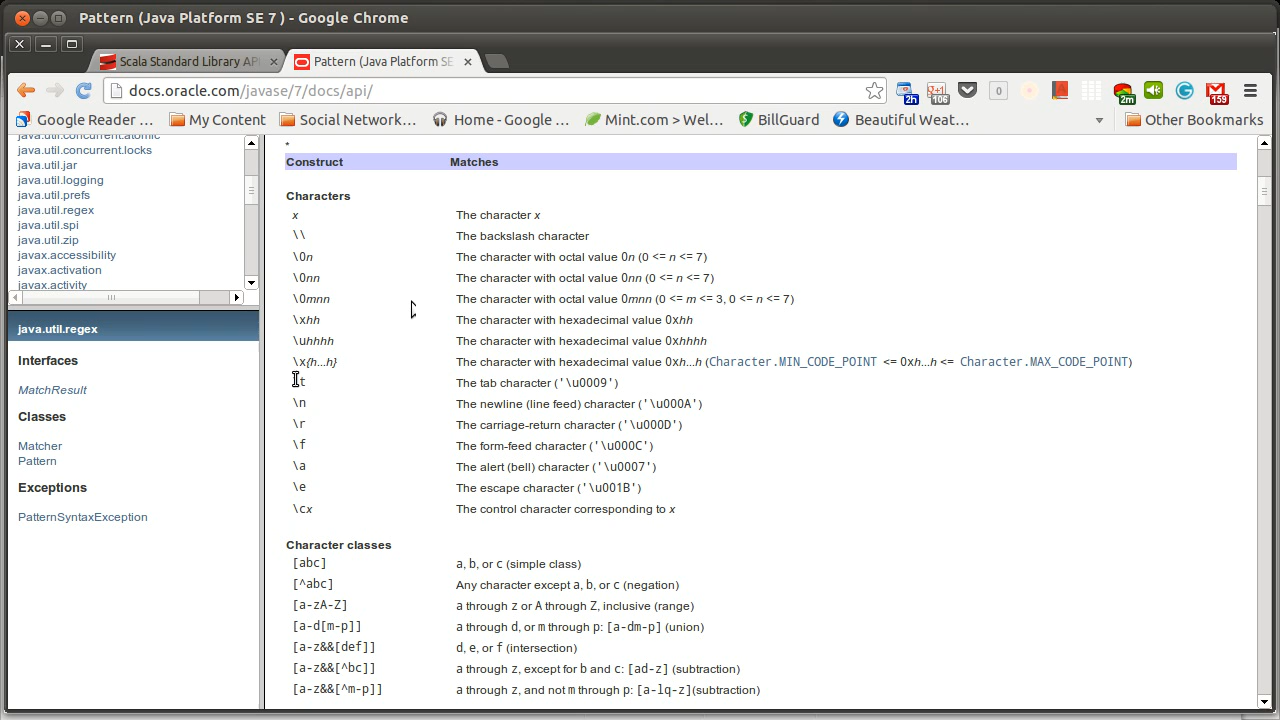 Pattern (Java Platform SE 7 ) - Google Chrome
Scala Standard Library API
Pattern (Java Platform SE
docs.oracle.com/javase/7/docs/api/
2h
106
0
2m
159
Google Reader ...
My Content
Social Network...
Home - Google ...
Mint.com > Wel...
BillGuard
Beautiful Weat...
Other Bookmarks
java.util.concurrent.atomic
java.util.concurrent.locks
java.util.jar
java.util.logging
java.util.prefs
java.util.regex
java.util.spi
java.util.zip
javax.accessibility
javax.activation
javax.activity
java.util.regex
Interfaces
MatchResult
Classes
Matcher
Pattern
Exceptions
PatternSyntaxException
*
Construct Matches
Characters
x The character x
\\ The backslash character
\0n The character with octal value 0n (0 <= n <= 7)
\0nn The character with octal value 0nn (0 <= n <= 7)
\0mnn The character with octal value 0mnn (0 <= m <= 3, 0 <= n <= 7)
\xhh The character with hexadecimal value 0xhh
\uhhhh The character with hexadecimal value 0xhhhh
\x{h...h} The character with hexadecimal value 0xh...h (Character.MIN_CODE_POINT <= 0xh...h <= Character.MAX_CODE_POINT)
\t The tab character ('\u0009')
\n The newline (line feed) character ('\u000A')
\r The carriage-return character ('\u000D')
\f The form-feed character ('\u000C')
\a The alert (bell) character ('\u0007')
\e The escape character ('\u001B')
\cx The control character corresponding to x
Character classes
[abc] a, b, or c (simple class)
[^abc] Any character except a, b, or c (negation)
[a-zA-Z] a through z or A through Z, inclusive (range)
[a-d[m-p]] a through d, or m through p: [a-dm-p] (union)
[a-z&&[def]] d, e, or f (intersection)
[a-z&&[^bc]] a through z, except for b and c: [ad-z] (subtraction)
[a-z&&[^m-p]] a through z, and not m through p: [a-lq-z](subtraction)